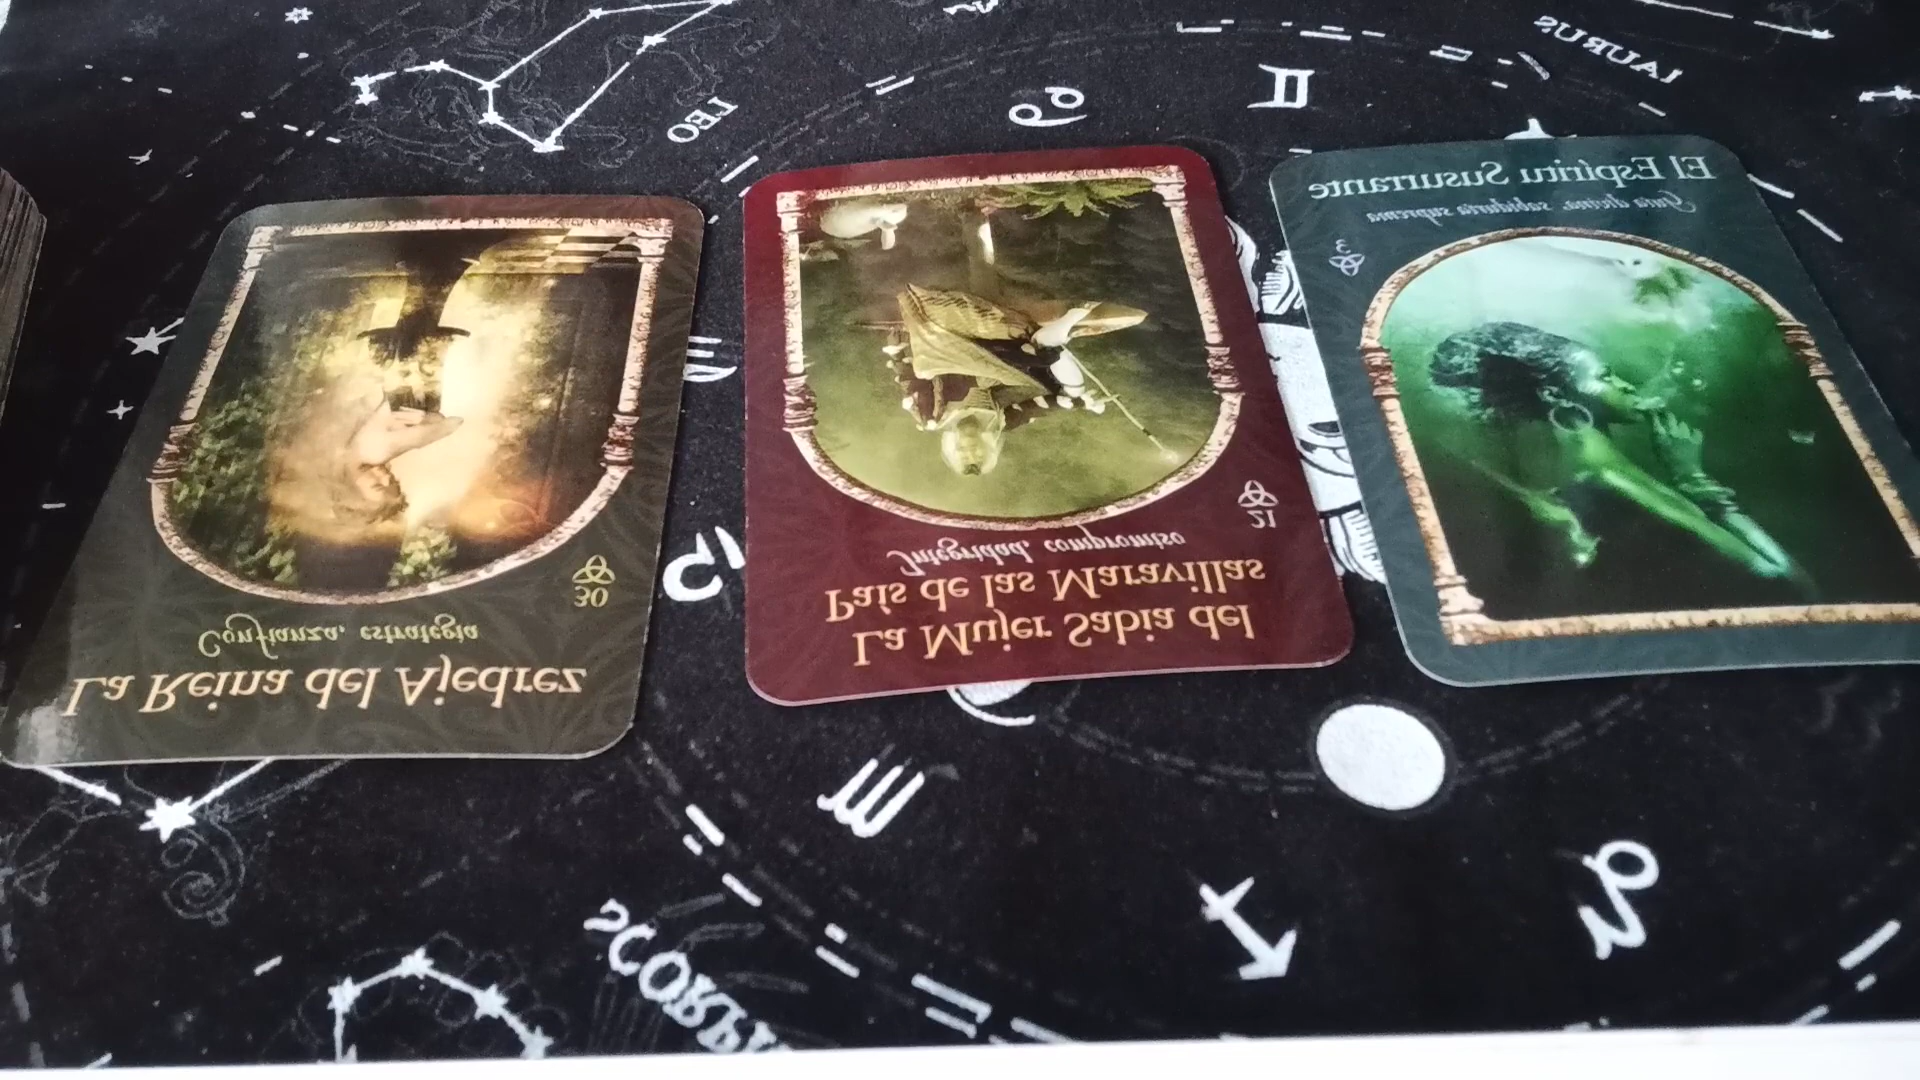 LEO
TAURUS
La Reina del Ajedrez
Confianza, estrategia
30
La Mujer Sabia del
País de las Maravillas
Integridad, compromiso
21
El Espíritu Susurrante
Guía divina, sabiduría suprema
3
SCORPI